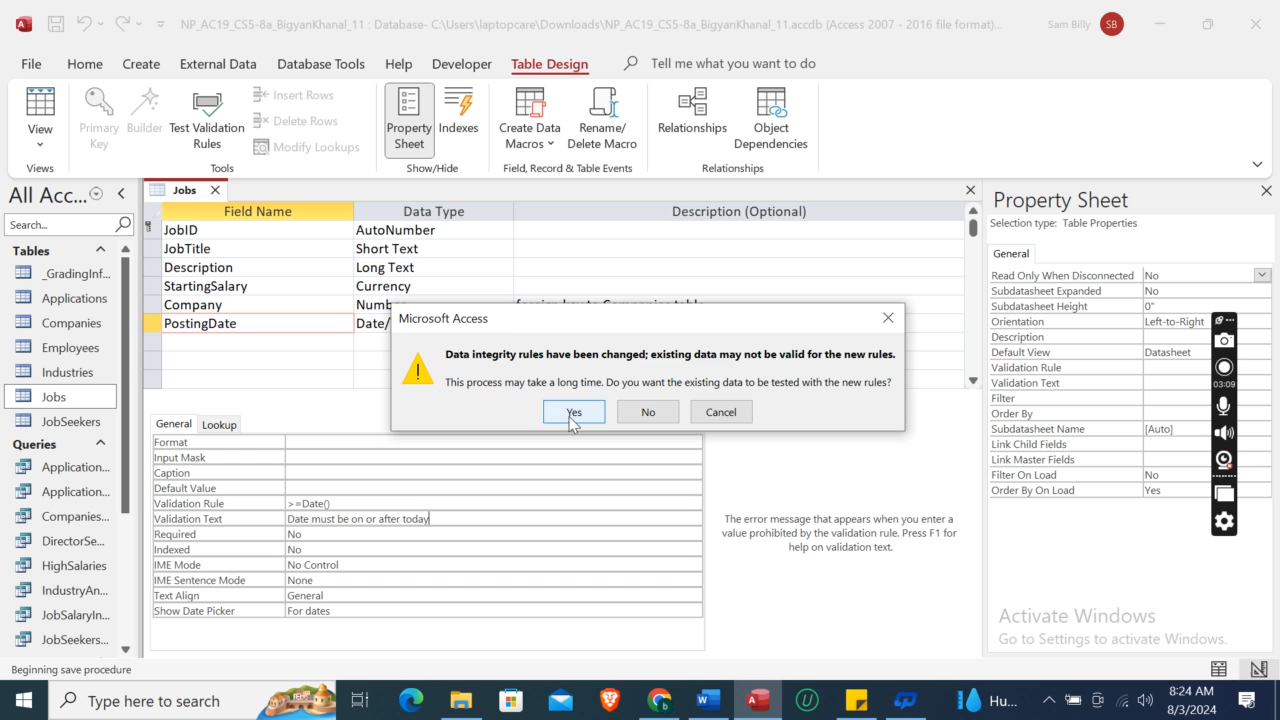 NP_AC19_CS5-8a_BigyanKhanal_11 : Database- C:\Users\laptopcare\Downloads\NP_AC19_CS5-8a_BigyanKhanal_11.accdb (Access 2007 - 2016 file format)... Sam Billy SB
File Home Create External Data Database Tools Help Developer Table Design Tell me what you want to do
View
Primary Key
Builder
Test Validation Rules
Insert Rows
Delete Rows
Modify Lookups
Property Sheet
Indexes
Create Data Macros
Rename/ Delete Macro
Relationships
Object Dependencies
Views Tools Show/Hide Field, Record & Table Events Relationships
All Acc...
Search...
Tables
_GradingInf...
Applications
Companies
Employees
Industries
Jobs
JobSeekers
Queries
Application...
Application...
Companies...
DirectorSe...
HighSalaries
IndustryAn...
JobSalaryIn...
JobSeekers...
Jobs
Field Name Data Type Description (Optional)
JobID AutoNumber
JobTitle Short Text
Description Long Text
StartingSalary Currency
Company Number foreign key to Companies table
PostingDate Date/
Microsoft Access
Data integrity rules have been changed; existing data may not be valid for the new rules.
This process may take a long time. Do you want the existing data to be tested with the new rules?
Yes No Cancel
General Lookup
Format
Input Mask
Caption
Default Value
Validation Rule >=Date()
Validation Text Date must be on or after today
Required No
Indexed No
IME Mode No Control
IME Sentence Mode None
Text Align General
Show Date Picker For dates
The error message that appears when you enter a
value prohibited by the validation rule. Press F1 for
help on validation text.
Property Sheet
Selection type: Table Properties
General
Read Only When Disconnected No
Subdatasheet Expanded No
Subdatasheet Height 0"
Orientation Left-to-Right
Description
Default View Datasheet
Validation Rule
Validation Text
Filter
Order By
Subdatasheet Name [Auto]
Link Child Fields
Link Master Fields
Filter On Load No
Order By On Load Yes
03:09
Activate Windows
Go to Settings to activate Windows.
Beginning save procedure
Type here to search
Hu...
8:24 AM
8/3/2024